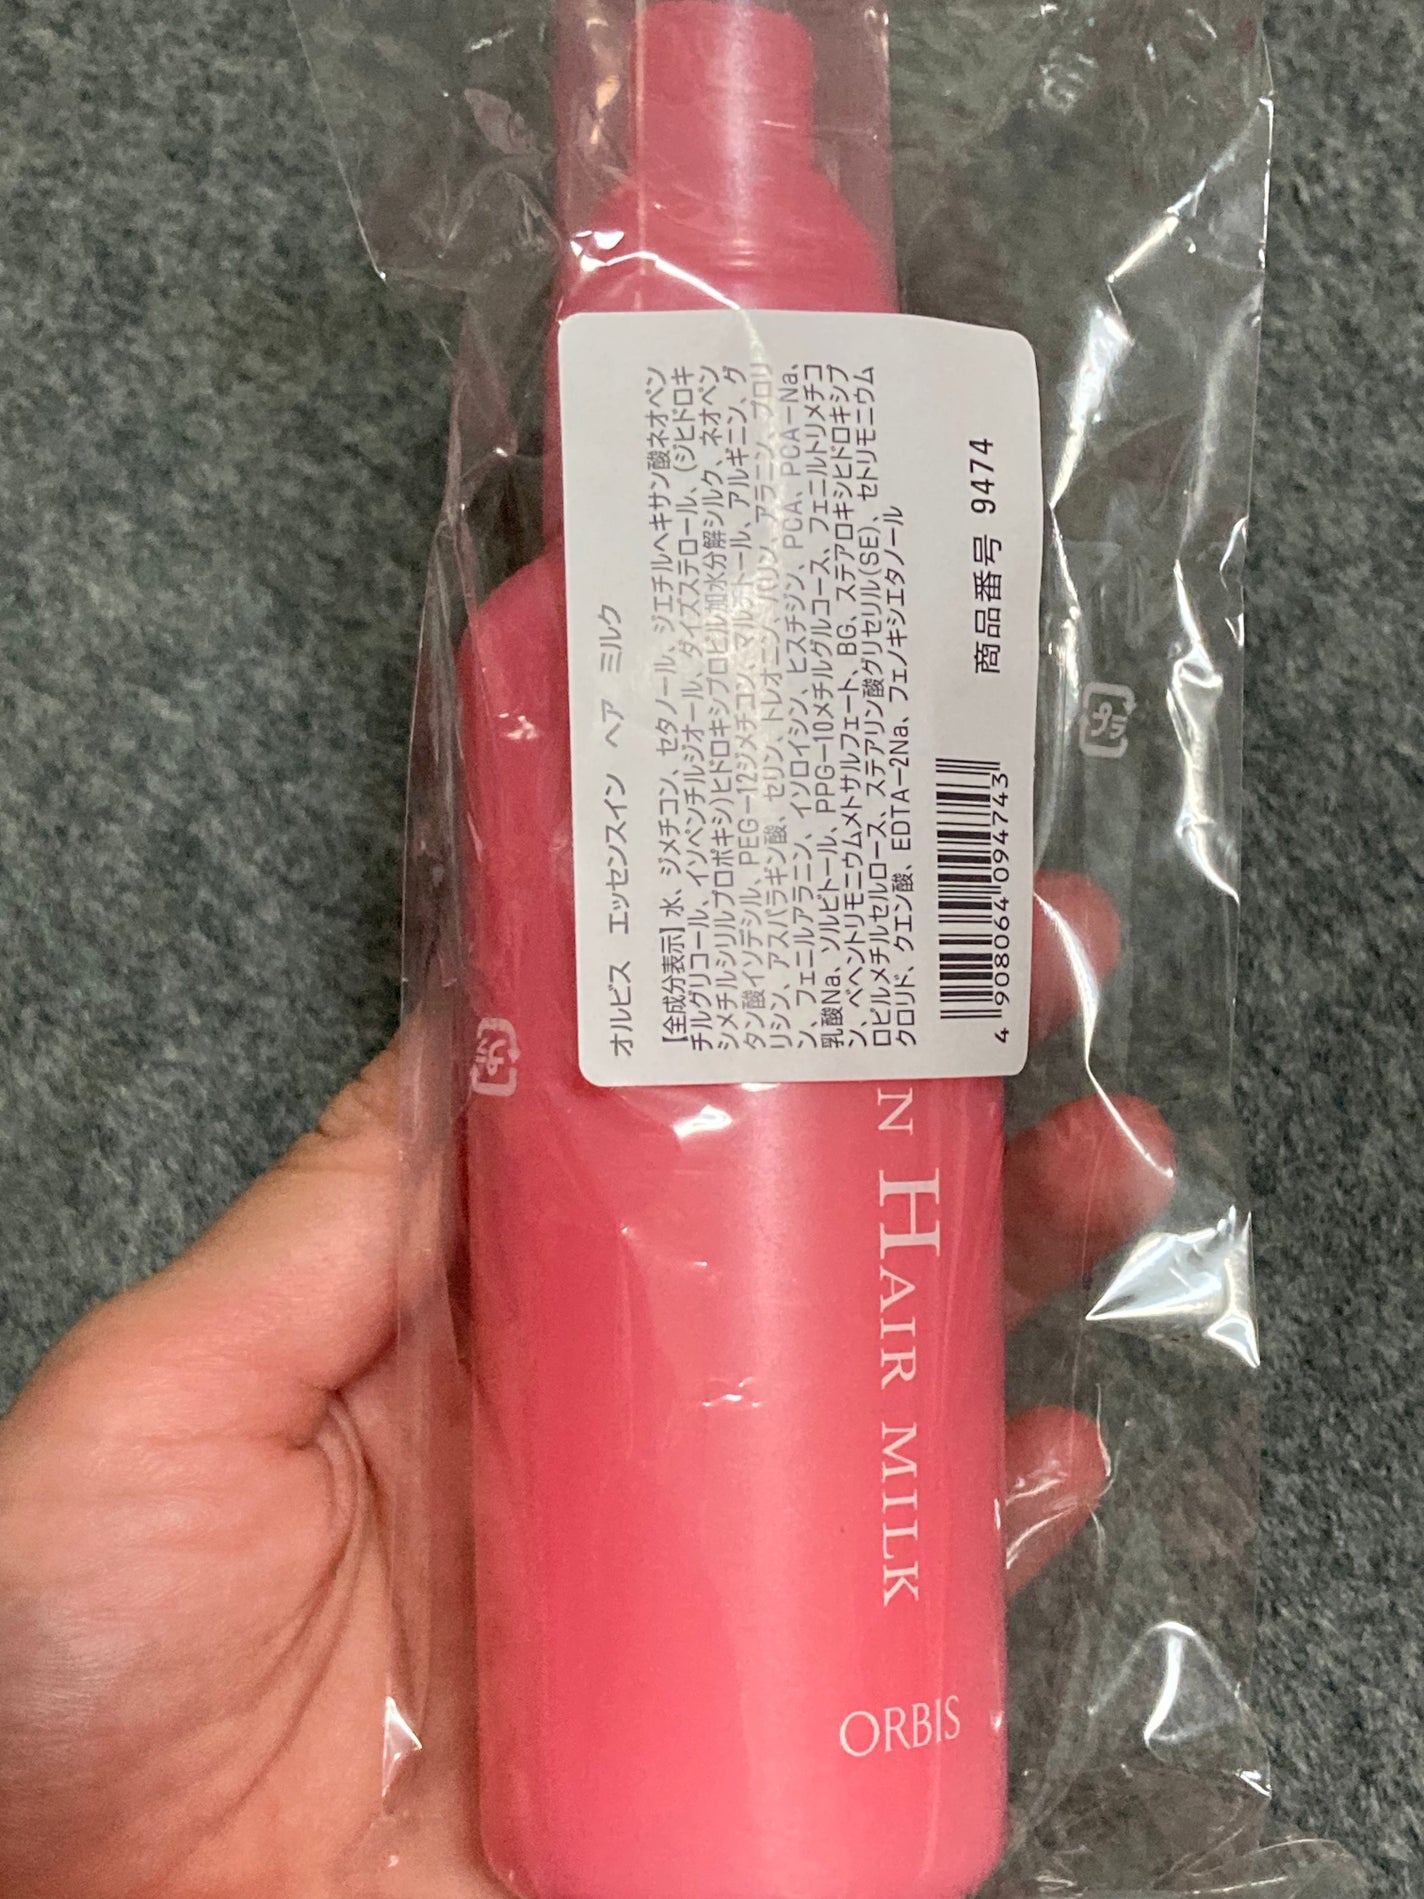 オルビス エッセンスイン ヘア ミルク
【全成分表示】水、ジメチコン、セタノール、ジエチルヘキサン酸ネオペン
チルグリコール、イソペンチルジオール、ダイズステロール、(ジヒドロキ
シメチルシリルプロポキシ)ヒドロキシプロピル加水分解シルク、ネオペン
タン酸イソデシル、PEG-12ジメチコン、マルチトール、アルギニン、グ
リシン、アスパラギン酸、セリン、トレオニン、バリン、アラニン、プロリ
ン、フェニルアラニン、イソロイシン、ヒスチジン、PCA、PCA-Na、
乳酸Na、ソルビトール、PPG-10メチルグルコース、フェニルトリメチコ
ン、ベヘントリモニウムメトサルフェート、BG、ステアロキシヒドロキシプ
ロピルメチルセルロース、ステアリン酸グリセリル(SE)、セトリモニウム
クロリド、クエン酸、EDTA-2Na、フェノキシエタノール
商品番号 9474
4 908064 094743
N HAIR MILK
ORBIS
プラ
プラ